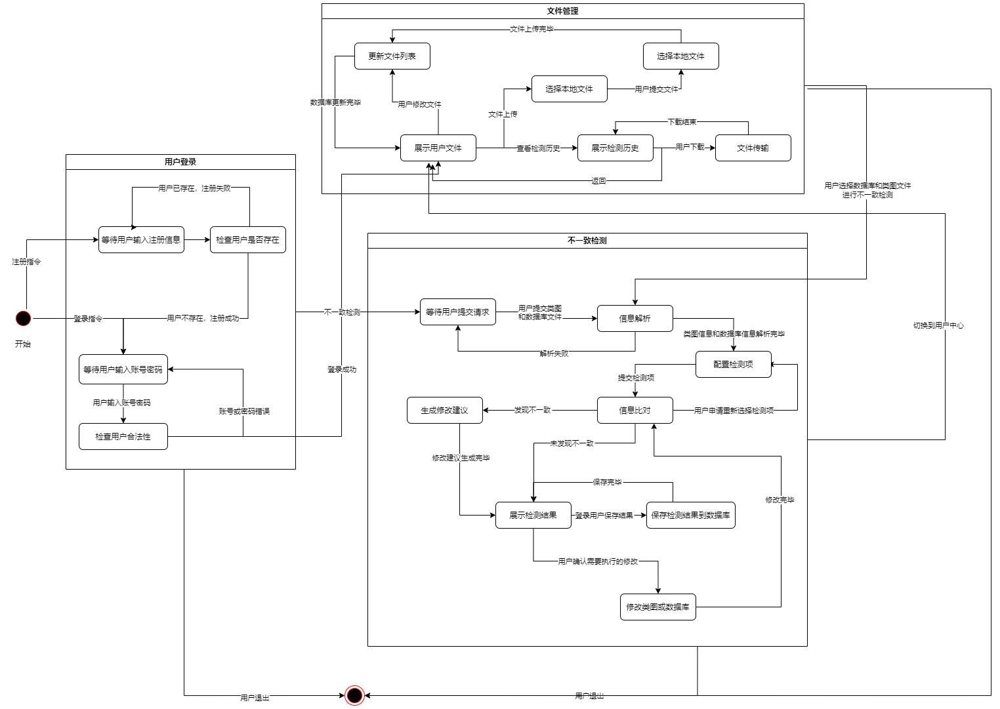 文件管理
文件上传完毕
更新文件列表
选择本地文件
选择本地文件
用户提交文件
数据库更新完毕
用户修改文件
文件上传
下载结束
展示用户文件
查看检测历史
展示检测历史
用户下载
文件传输
返回
用户登录
用户已存在，注册失败
等待用户输入注册信息
检查用户是否存在
注册指令
登录指令
用户不存在，注册成功
开始
等待用户输入账号密码
用户输入账号密码
账号或密码错误
检查用户合法性
不一致检测
登录成功
用户选择数据库和类图文件
进行不一致检测
切换到用户中心
不一致检测
等待用户提交请求
用户提交类图
和数据库文件
信息解析
类图信息和数据库信息解析完毕
解析失败
配置检测项
提交检测项
生成修改建议
发现不一致
信息比对
用户申请重新选择检测项
未发现不一致
修改建议生成完毕
保存完毕
修改完毕
展示检测结果
登录用户保存结果
保存检测结果到数据库
用户确认需要执行的修改
修改类图或数据库
用户退出
用户退出